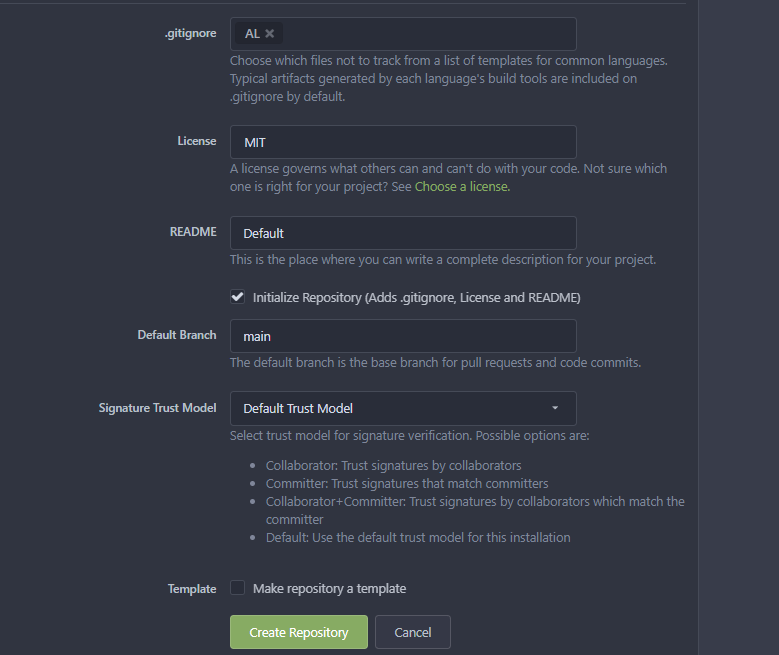 .gitignore
AL ×
Choose which files not to track from a list of templates for common languages.
Typical artifacts generated by each language's build tools are included on
.gitignore by default.
License
MIT
A license governs what others can and can't do with your code. Not sure which
one is right for your project? See Choose a license.
README
Default
This is the place where you can write a complete description for your project.
Initialize Repository (Adds .gitignore, License and README)
Default Branch
main
The default branch is the base branch for pull requests and code commits.
Signature Trust Model
Default Trust Model
Select trust model for signature verification. Possible options are:
• Collaborator: Trust signatures by collaborators
• Committer: Trust signatures that match committers
• Collaborator+Committer: Trust signatures by collaborators which match the
committer
• Default: Use the default trust model for this installation
Template
Make repository a template
Create Repository
Cancel